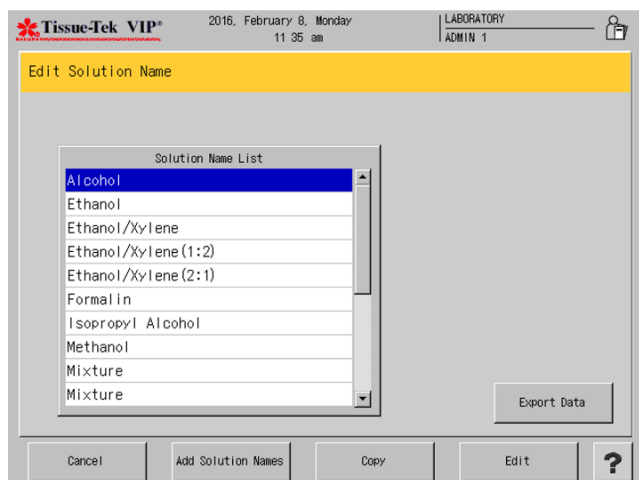 Tissue-Tek VIP®
2016, February 8, Monday
11 35 am
LABORATORY
ADMIN 1
Edit Solution Name
Solution Name List
Alcohol
Ethanol
Ethanol/Xylene
Ethanol/Xylene(1:2)
Ethanol/Xylene(2:1)
Formalin
Isopropyl Alcohol
Methanol
Mixture
Mixture
Export Data
Cancel
Add Solution Names
Copy
Edit
?